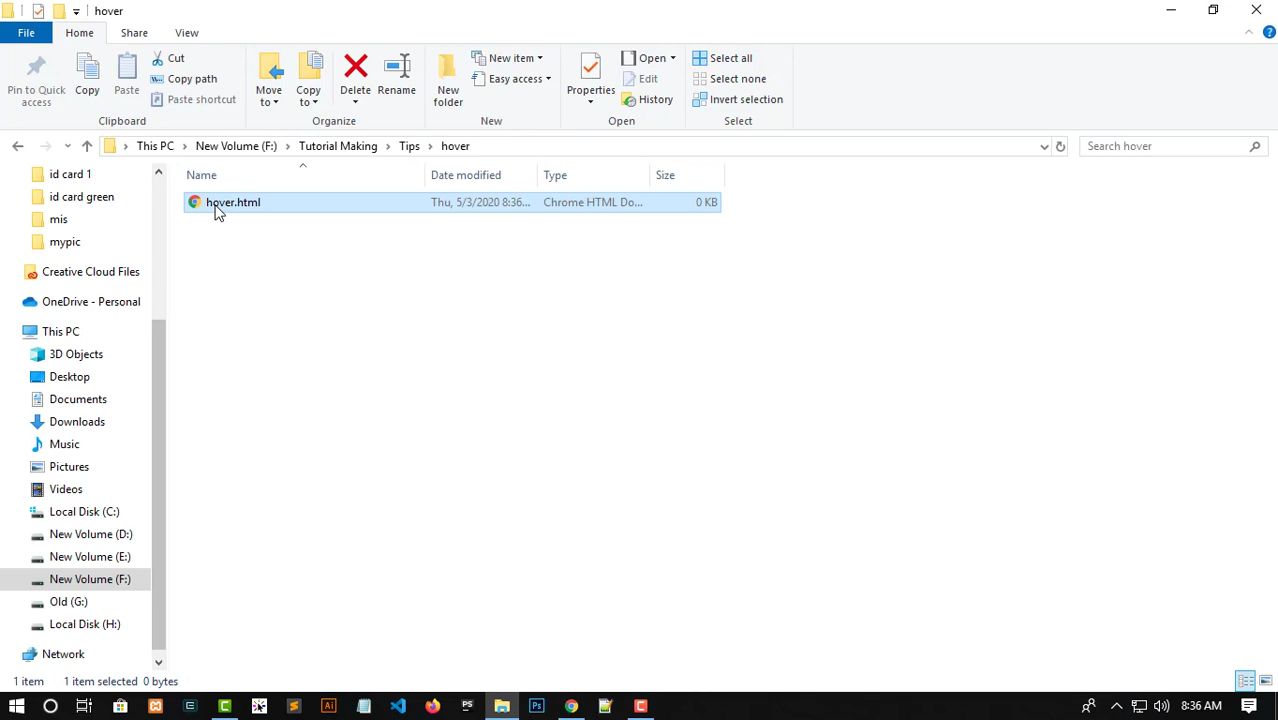 hover
File
Home
Share
View
Pin to Quick access
Copy
Paste
Cut
Copy path
Paste shortcut
Clipboard
Move to
Copy to
Delete
Rename
Organize
New folder
New item
Easy access
New
Properties
Open
Edit
History
Open
Select all
Select none
Invert selection
Select
This PC > New Volume (F:) > Tutorial Making > Tips > hover
Search hover
Name Date modified Type Size
hover.html Thu, 5/3/2020 8:36... Chrome HTML Do... 0 KB
id card 1
id card green
mis
mypic
Creative Cloud Files
OneDrive - Personal
This PC
3D Objects
Desktop
Documents
Downloads
Music
Pictures
Videos
Local Disk (C:)
New Volume (D:)
New Volume (E:)
New Volume (F:)
Old (G:)
Local Disk (H:)
Network
1 item 1 item selected 0 bytes
8:36 AM